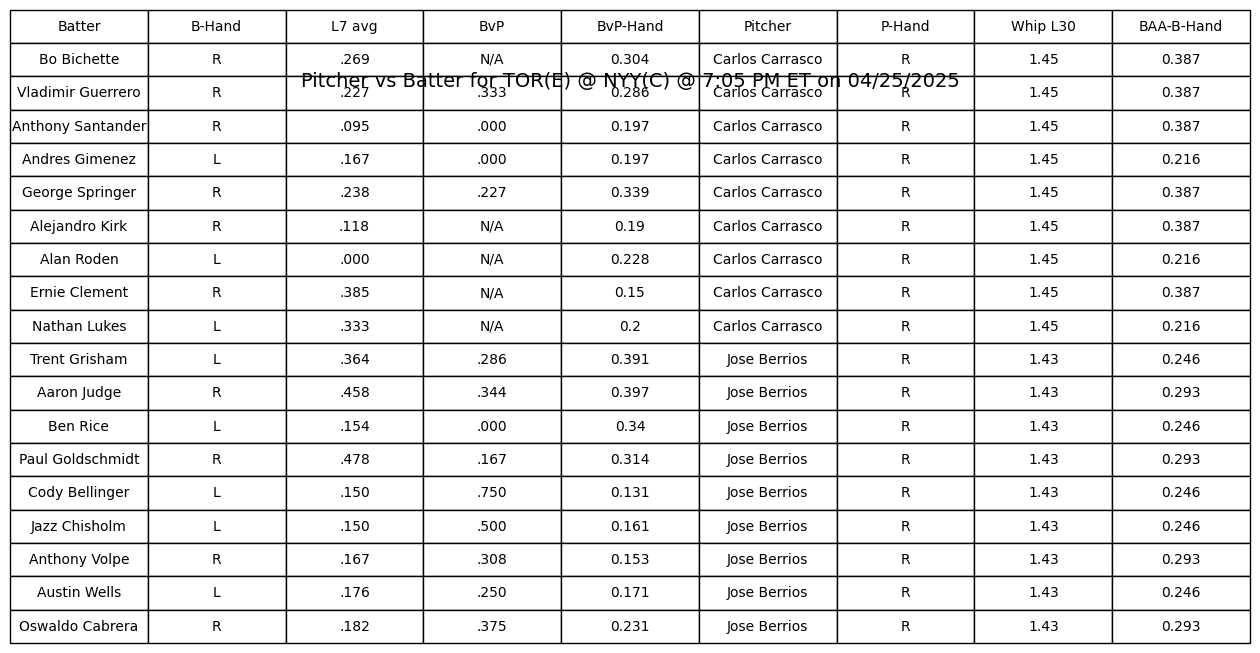 Batter B-Hand L7 avg BvP BvP-Hand Pitcher P-Hand Whip L30 BAA-B-Hand
Bo Bichette R .269 N/A 0.304 Carlos Carrasco R 1.45 0.387
Pitcher vs Batter for TOR(E) @ NYY(C) @ 7:05 PM ET on 04/25/2025
Vladimir Guerrero R .227 .333 0.286 Carlos Carrasco R 1.45 0.387
Anthony Santander R .095 .000 0.197 Carlos Carrasco R 1.45 0.387
Andres Gimenez L .167 .000 0.197 Carlos Carrasco R 1.45 0.216
George Springer R .238 .227 0.339 Carlos Carrasco R 1.45 0.387
Alejandro Kirk R .118 N/A 0.19 Carlos Carrasco R 1.45 0.387
Alan Roden L .000 N/A 0.228 Carlos Carrasco R 1.45 0.216
Ernie Clement R .385 N/A 0.15 Carlos Carrasco R 1.45 0.387
Nathan Lukes L .333 N/A 0.2 Carlos Carrasco R 1.45 0.216
Trent Grisham L .364 .286 0.391 Jose Berrios R 1.43 0.246
Aaron Judge R .458 .344 0.397 Jose Berrios R 1.43 0.293
Ben Rice L .154 .000 0.34 Jose Berrios R 1.43 0.246
Paul Goldschmidt R .478 .167 0.314 Jose Berrios R 1.43 0.293
Cody Bellinger L .150 .750 0.131 Jose Berrios R 1.43 0.246
Jazz Chisholm L .150 .500 0.161 Jose Berrios R 1.43 0.246
Anthony Volpe R .167 .308 0.153 Jose Berrios R 1.43 0.293
Austin Wells L .176 .250 0.171 Jose Berrios R 1.43 0.246
Oswaldo Cabrera R .182 .375 0.231 Jose Berrios R 1.43 0.293